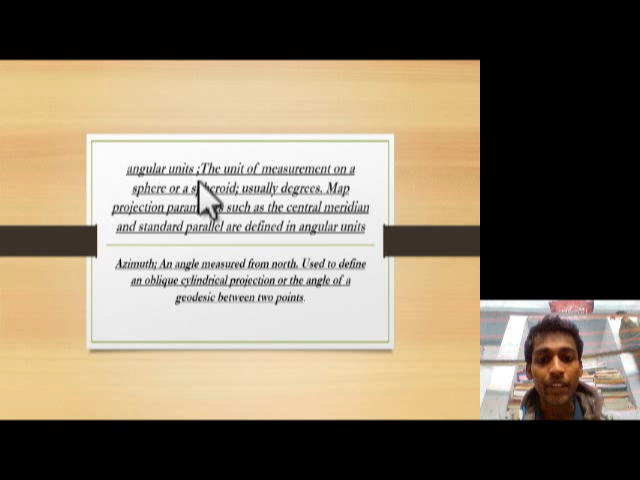 angular units ;The unit of measurement on a
sphere or a spheroid; usually degrees. Map
projection such as the central meridian
and standard parallel are defined in angular units
Azimuth; An angle measured from north. Used to define
an oblique cylindrical projection or the angle of a
geodesic between two points.